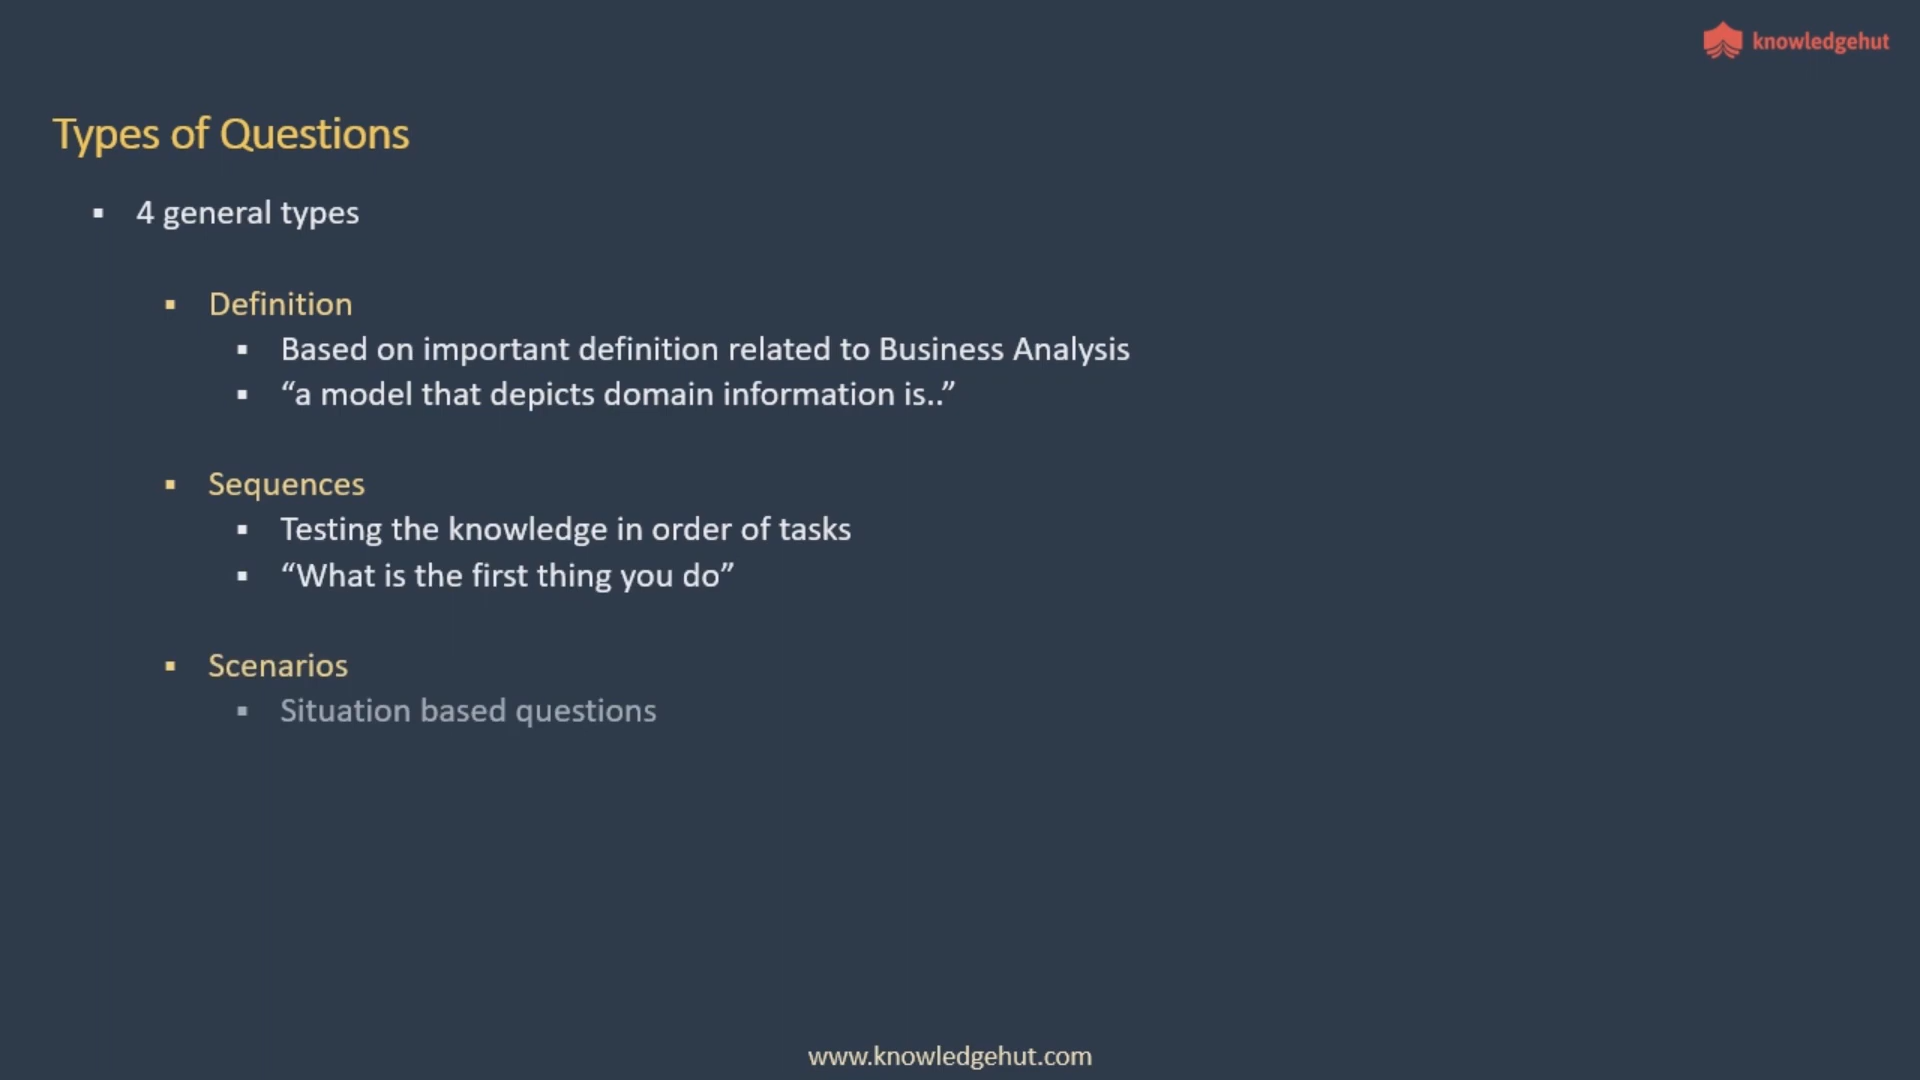 knowledgehut
Types of Questions
▪ 4 general types
▪ Definition
▪ Based on important definition related to Business Analysis
▪ “a model that depicts domain information is..”
▪ Sequences
▪ Testing the knowledge in order of tasks
▪ “What is the first thing you do”
▪ Scenarios
▪ Situation based questions
www.knowledgehut.com